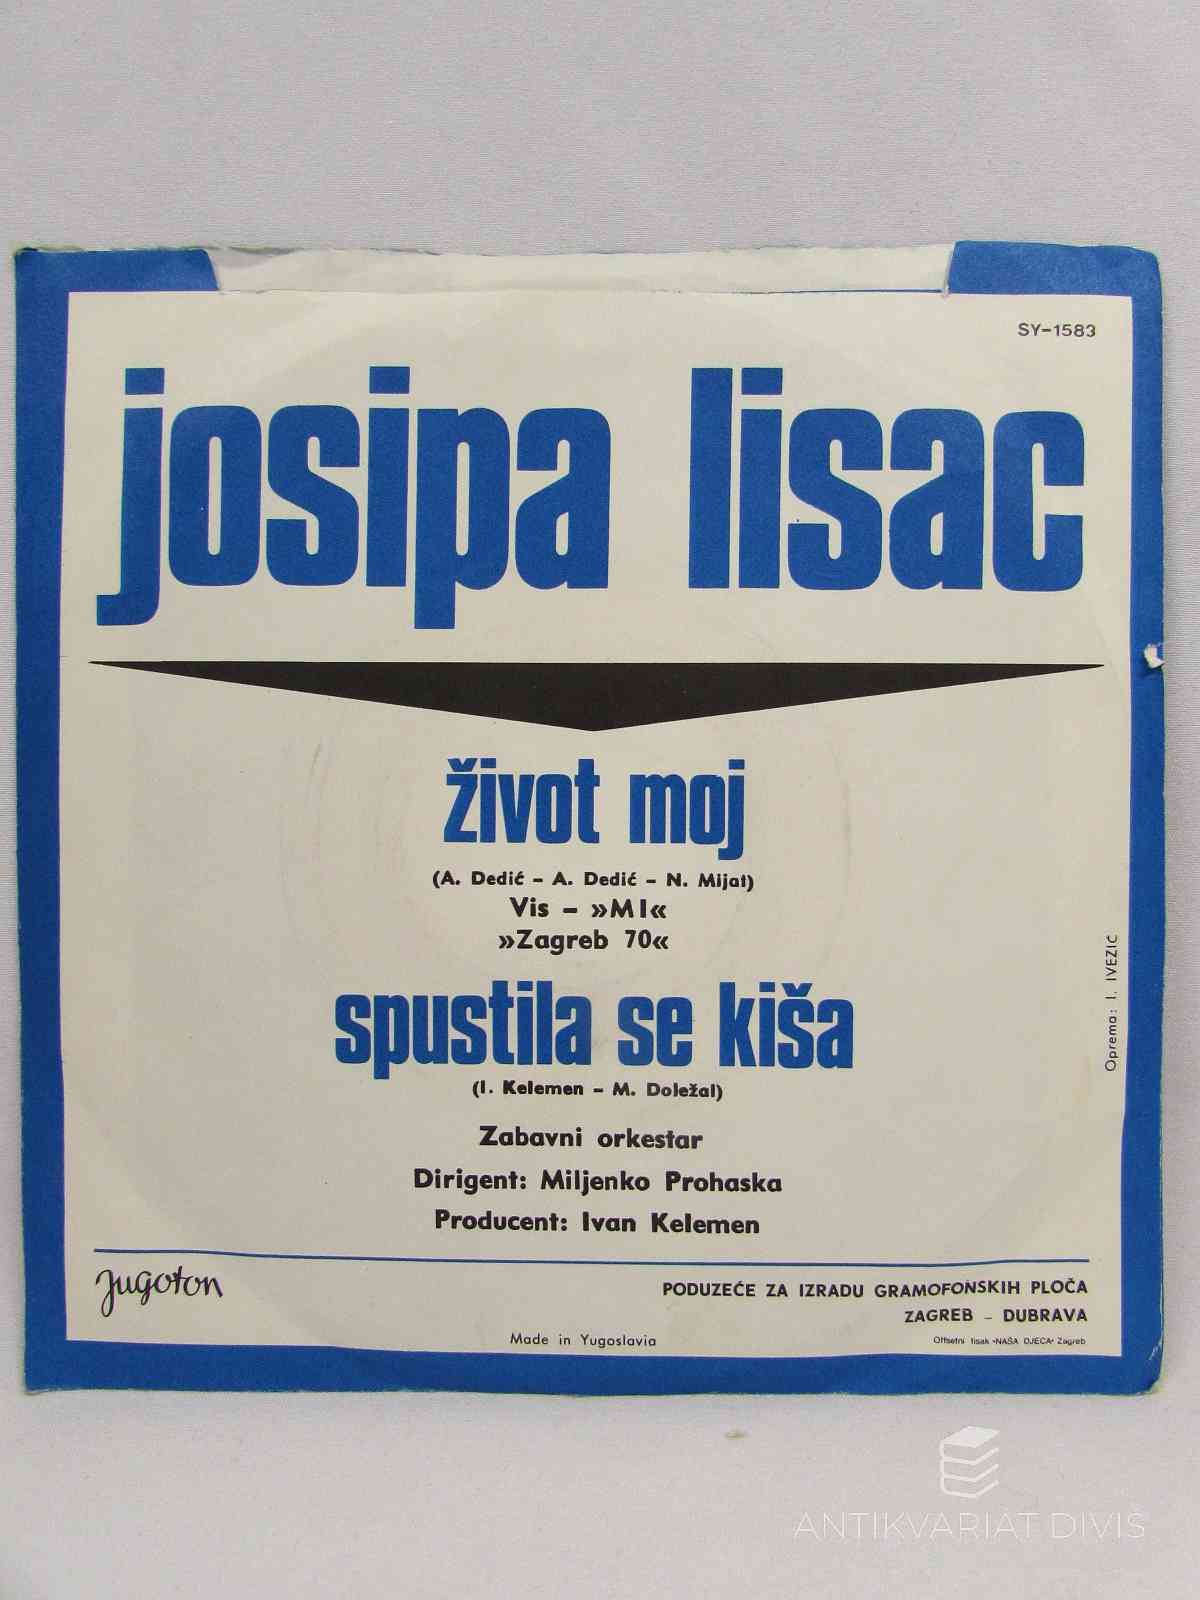 SY-1583
josipa lisac
život moj
(A. Dedić - A. Dedić - N. Mijat)
Vis - »MI«
»Zagreb 70«
spustila se kiša
(I. Kelemen - M. Doležal)
Zabavni orkestar
Dirigent: Miljenko Prohaska
Producent: Ivan Kelemen
Oprema: I. IVEZIĆ
jugoton
PODUZEĆE ZA IZRADU GRAMOFONSKIH PLOČA
ZAGREB - DUBRAVA
Made in Yugoslavia
Offsetni tisak »NAŠA DJECA« Zagreb
ANTIKVARIÁT DIVIŠ